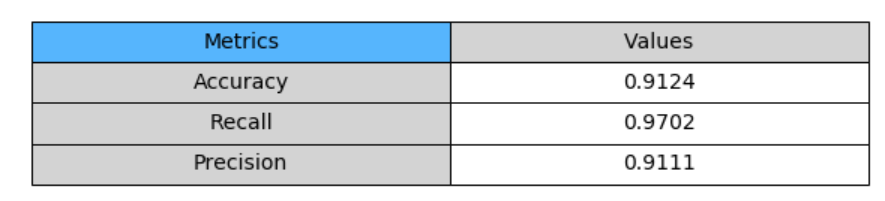 Metrics Values
Accuracy 0.9124
Recall 0.9702
Precision 0.9111